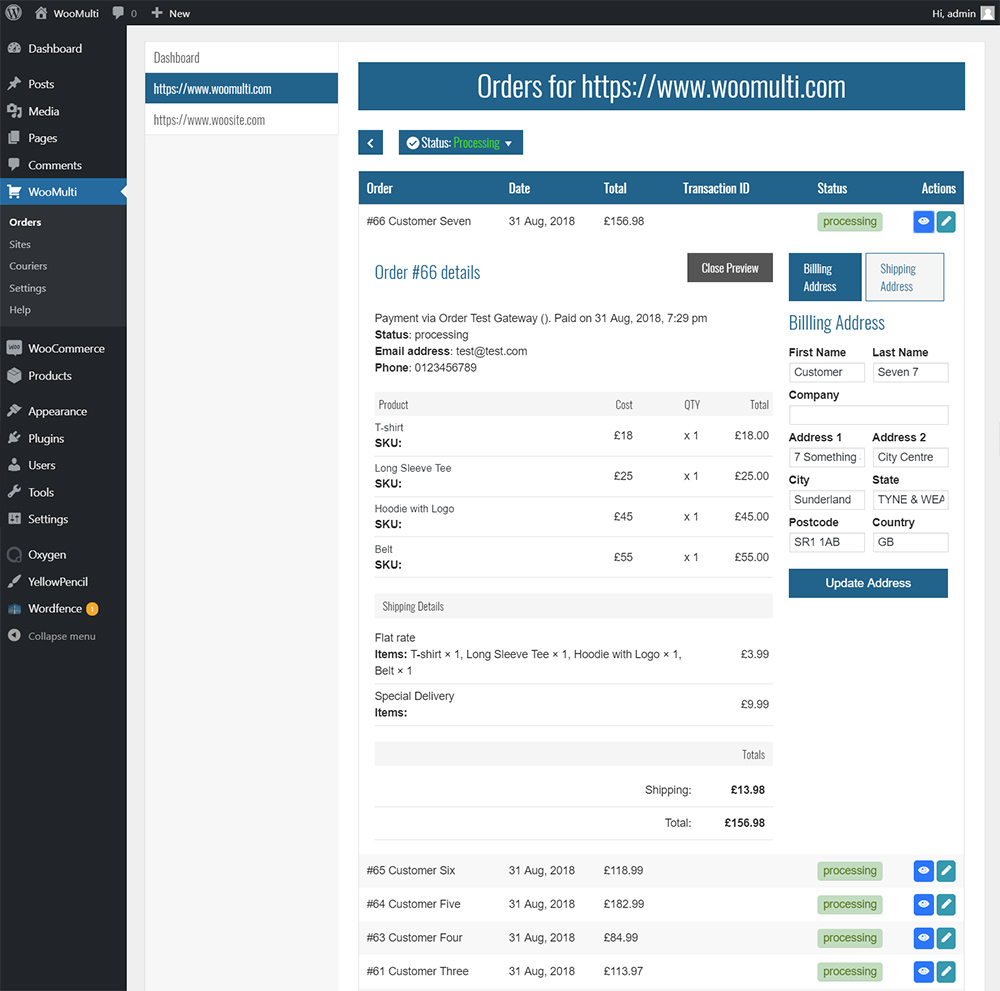 WooMulti 0 New Hi, admin
Dashboard
Posts
Media
Pages
Comments
WooMulti
Orders
Sites
Couriers
Settings
Help
WooCommerce
Products
Appearance
Plugins
Users
Tools
Settings
Oxygen
YellowPencil
Wordfence 1
Collapse menu
Dashboard
https://www.woomulti.com
https://www.woosite.com
Orders for https://www.woomulti.com
Status: Processing
Order Date Total Transaction ID Status Actions
#66 Customer Seven 31 Aug, 2018 £156.98 processing
Order #66 details
Close Preview
Payment via Order Test Gateway (). Paid on 31 Aug, 2018, 7:29 pm
Status: processing
Email address: test@test.com
Phone: 0123456789
Product Cost QTY Total
T-shirt
SKU:
£18 x 1 £18.00
Long Sleeve Tee
SKU:
£25 x 1 £25.00
Hoodie with Logo
SKU:
£45 x 1 £45.00
Belt
SKU:
£55 x 1 £55.00
Shipping Details
Flat rate
Items: T-shirt × 1, Long Sleeve Tee × 1, Hoodie with Logo × 1,
Belt × 1
£3.99
Special Delivery
Items:
£9.99
Totals
Shipping: £13.98
Total: £156.98
Billling
Address
Shipping
Address
Billling Address
First Name Last Name
Customer Seven 7
Company
Address 1 Address 2
7 Something City Centre
City State
Sunderland TYNE & WEA
Postcode Country
SR1 1AB GB
Update Address
#65 Customer Six 31 Aug, 2018 £118.99 processing
#64 Customer Five 31 Aug, 2018 £182.99 processing
#63 Customer Four 31 Aug, 2018 £84.99 processing
#61 Customer Three 31 Aug, 2018 £113.97 processing